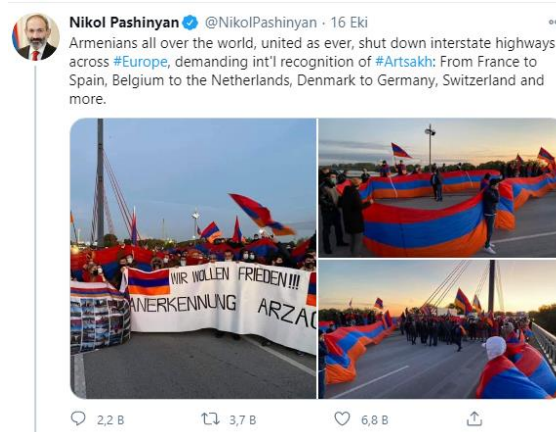 Nikol Pashinyan @NikolPashinyan · 16 Eki
Armenians all over the world, united as ever, shut down interstate highways
across #Europe, demanding int'l recognition of #Artsakh: From France to
Spain, Belgium to the Netherlands, Denmark to Germany, Switzerland and
more.
WIR WOLLEN FRIEDEN!!!
ANERKENNUNG ARZAC
2,2 B 3,7 B 6,8 B